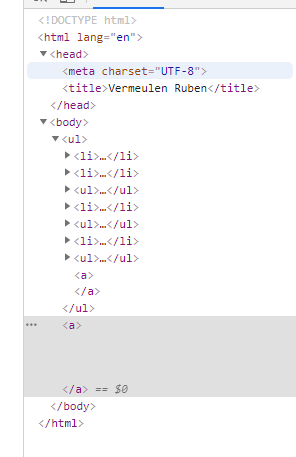 <!DOCTYPE html>
<html lang="en">
▼<head>
<meta charset="UTF-8">
<title>Vermeulen Ruben</title>
</head>
▼<body>
▼<ul>
▶<li>…</li>
▶<li>…</li>
▶<ul>…</ul>
▶<li>…</li>
▶<ul>…</ul>
▶<li>…</li>
▶<ul>…</ul>
<a>
</a>
</ul>
… <a>
</a> == $0
</body>
</html>